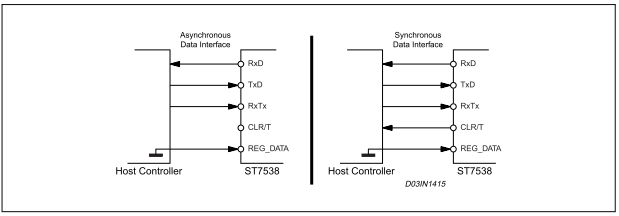 Asynchronous
Data Interface
RxD
TxD
RxTx
CLR/T
REG_DATA
Host Controller
ST7538
Synchronous
Data Interface
RxD
TxD
RxTx
CLR/T
REG_DATA
Host Controller
ST7538
D03IN1415